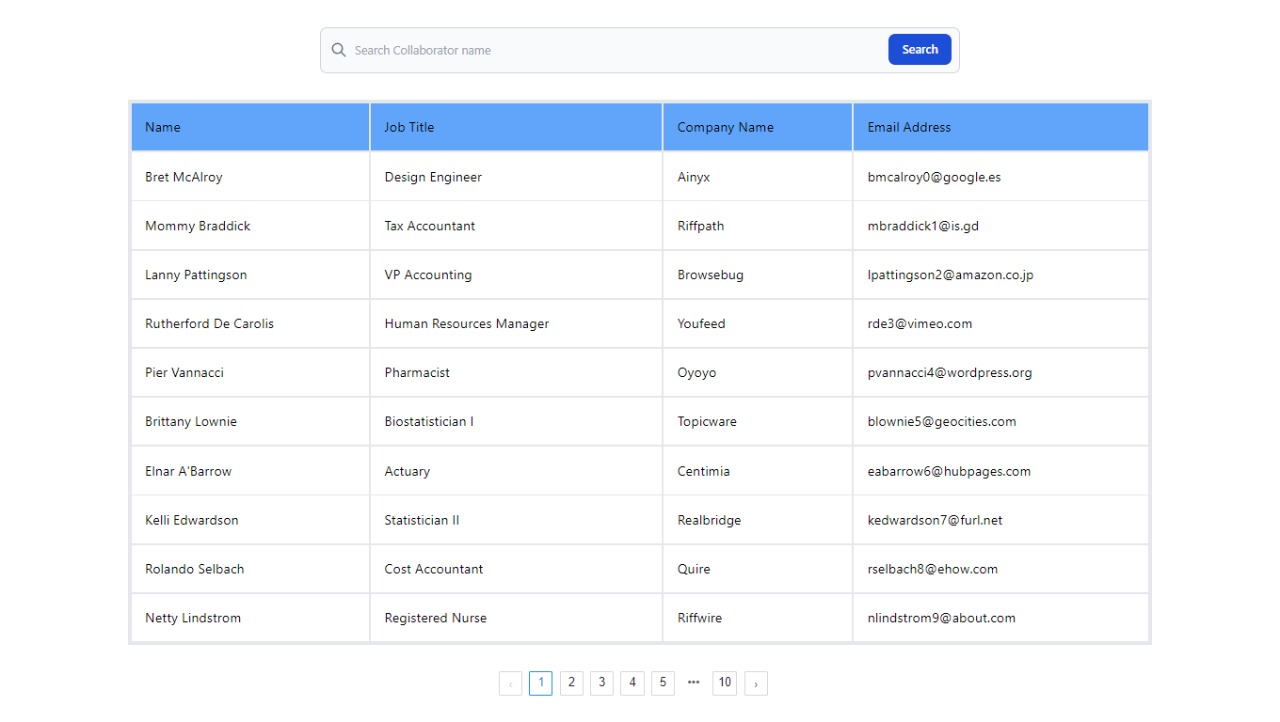 Search Collaborator name Search
Name Job Title Company Name Email Address
Bret McAlroy Design Engineer Ainyx bmcalroy0@google.es
Mommy Braddick Tax Accountant Riffpath mbraddick1@is.gd
Lanny Pattingson VP Accounting Browsebug lpattingson2@amazon.co.jp
Rutherford De Carolis Human Resources Manager Youfeed rde3@vimeo.com
Pier Vannacci Pharmacist Oyoyo pvannacci4@wordpress.org
Brittany Lownie Biostatistician I Topicware blownie5@geocities.com
Elnar A'Barrow Actuary Centimia eabarrow6@hubpages.com
Kelli Edwardson Statistician II Realbridge kedwardson7@furl.net
Rolando Selbach Cost Accountant Quire rselbach8@ehow.com
Netty Lindstrom Registered Nurse Riffwire nlindstrom9@about.com
‹ 1 2 3 4 5 ••• 10 ›